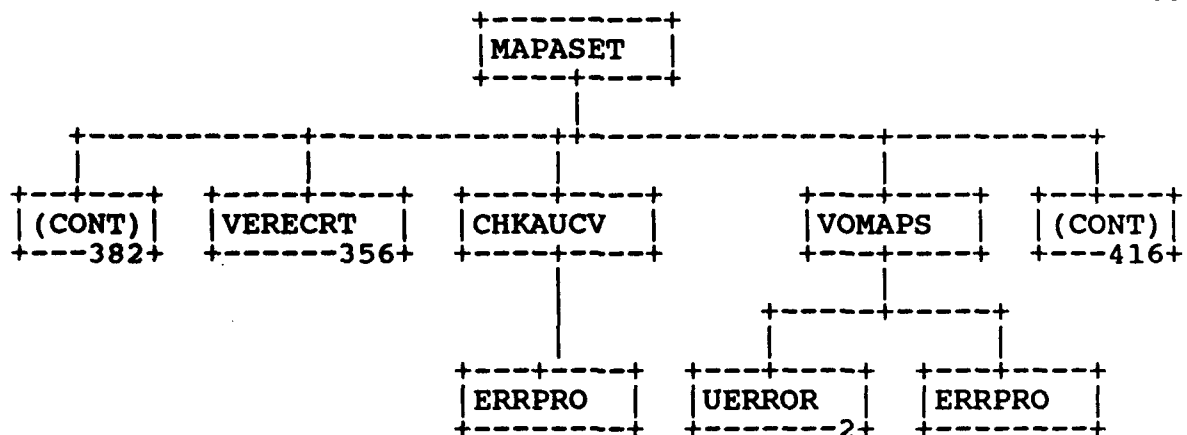 MAPASET
(CONT) VERECRT CHKAUCV VOMAPS (CONT)
382 356 416
ERRPRO UERROR ERRPRO
2